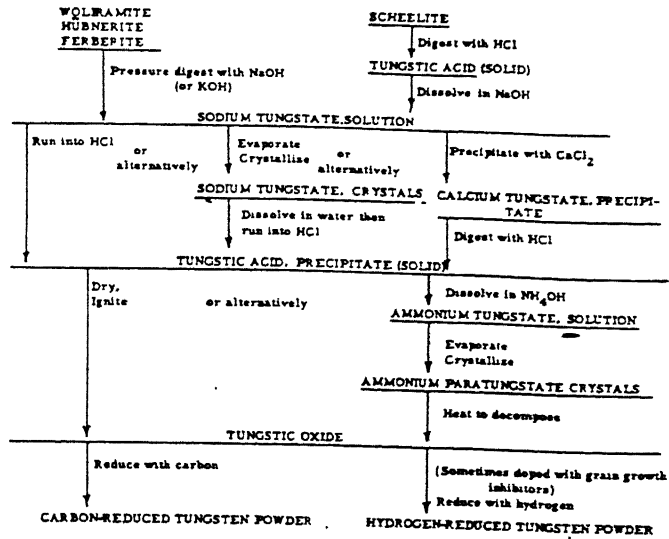 WOLFRAMITE
HUBNERITE
FERBERITE
SCHEELITE
Digest with HCl
TUNGSTIC ACID (SOLID)
Pressure digest with NaOH
(or KOH)
Dissolve in NaOH
SODIUM TUNGSTATE, SOLUTION
Run into HCl
or
alternatively
Evaporate
Crystallize
or
alternatively
Precipitate with CaCl2
SODIUM TUNGSTATE, CRYSTALS
CALCIUM TUNGSTATE, PRECIPI-
TATE
Dissolve in water then
run into HCl
Digest with HCl
TUNGSTIC ACID, PRECIPITATE (SOLID)
Dry,
Ignite
or alternatively
Dissolve in NH4OH
AMMONIUM TUNGSTATE, SOLUTION
Evaporate
Crystallize
AMMONIUM PARATUNGSTATE CRYSTALS
Heat to decompose
TUNGSTIC OXIDE
Reduce with carbon
(Sometimes doped with grain growth
inhibitors)
Reduce with hydrogen
CARBON-REDUCED TUNGSTEN POWDER
HYDROGEN-REDUCED TUNGSTEN POWDER